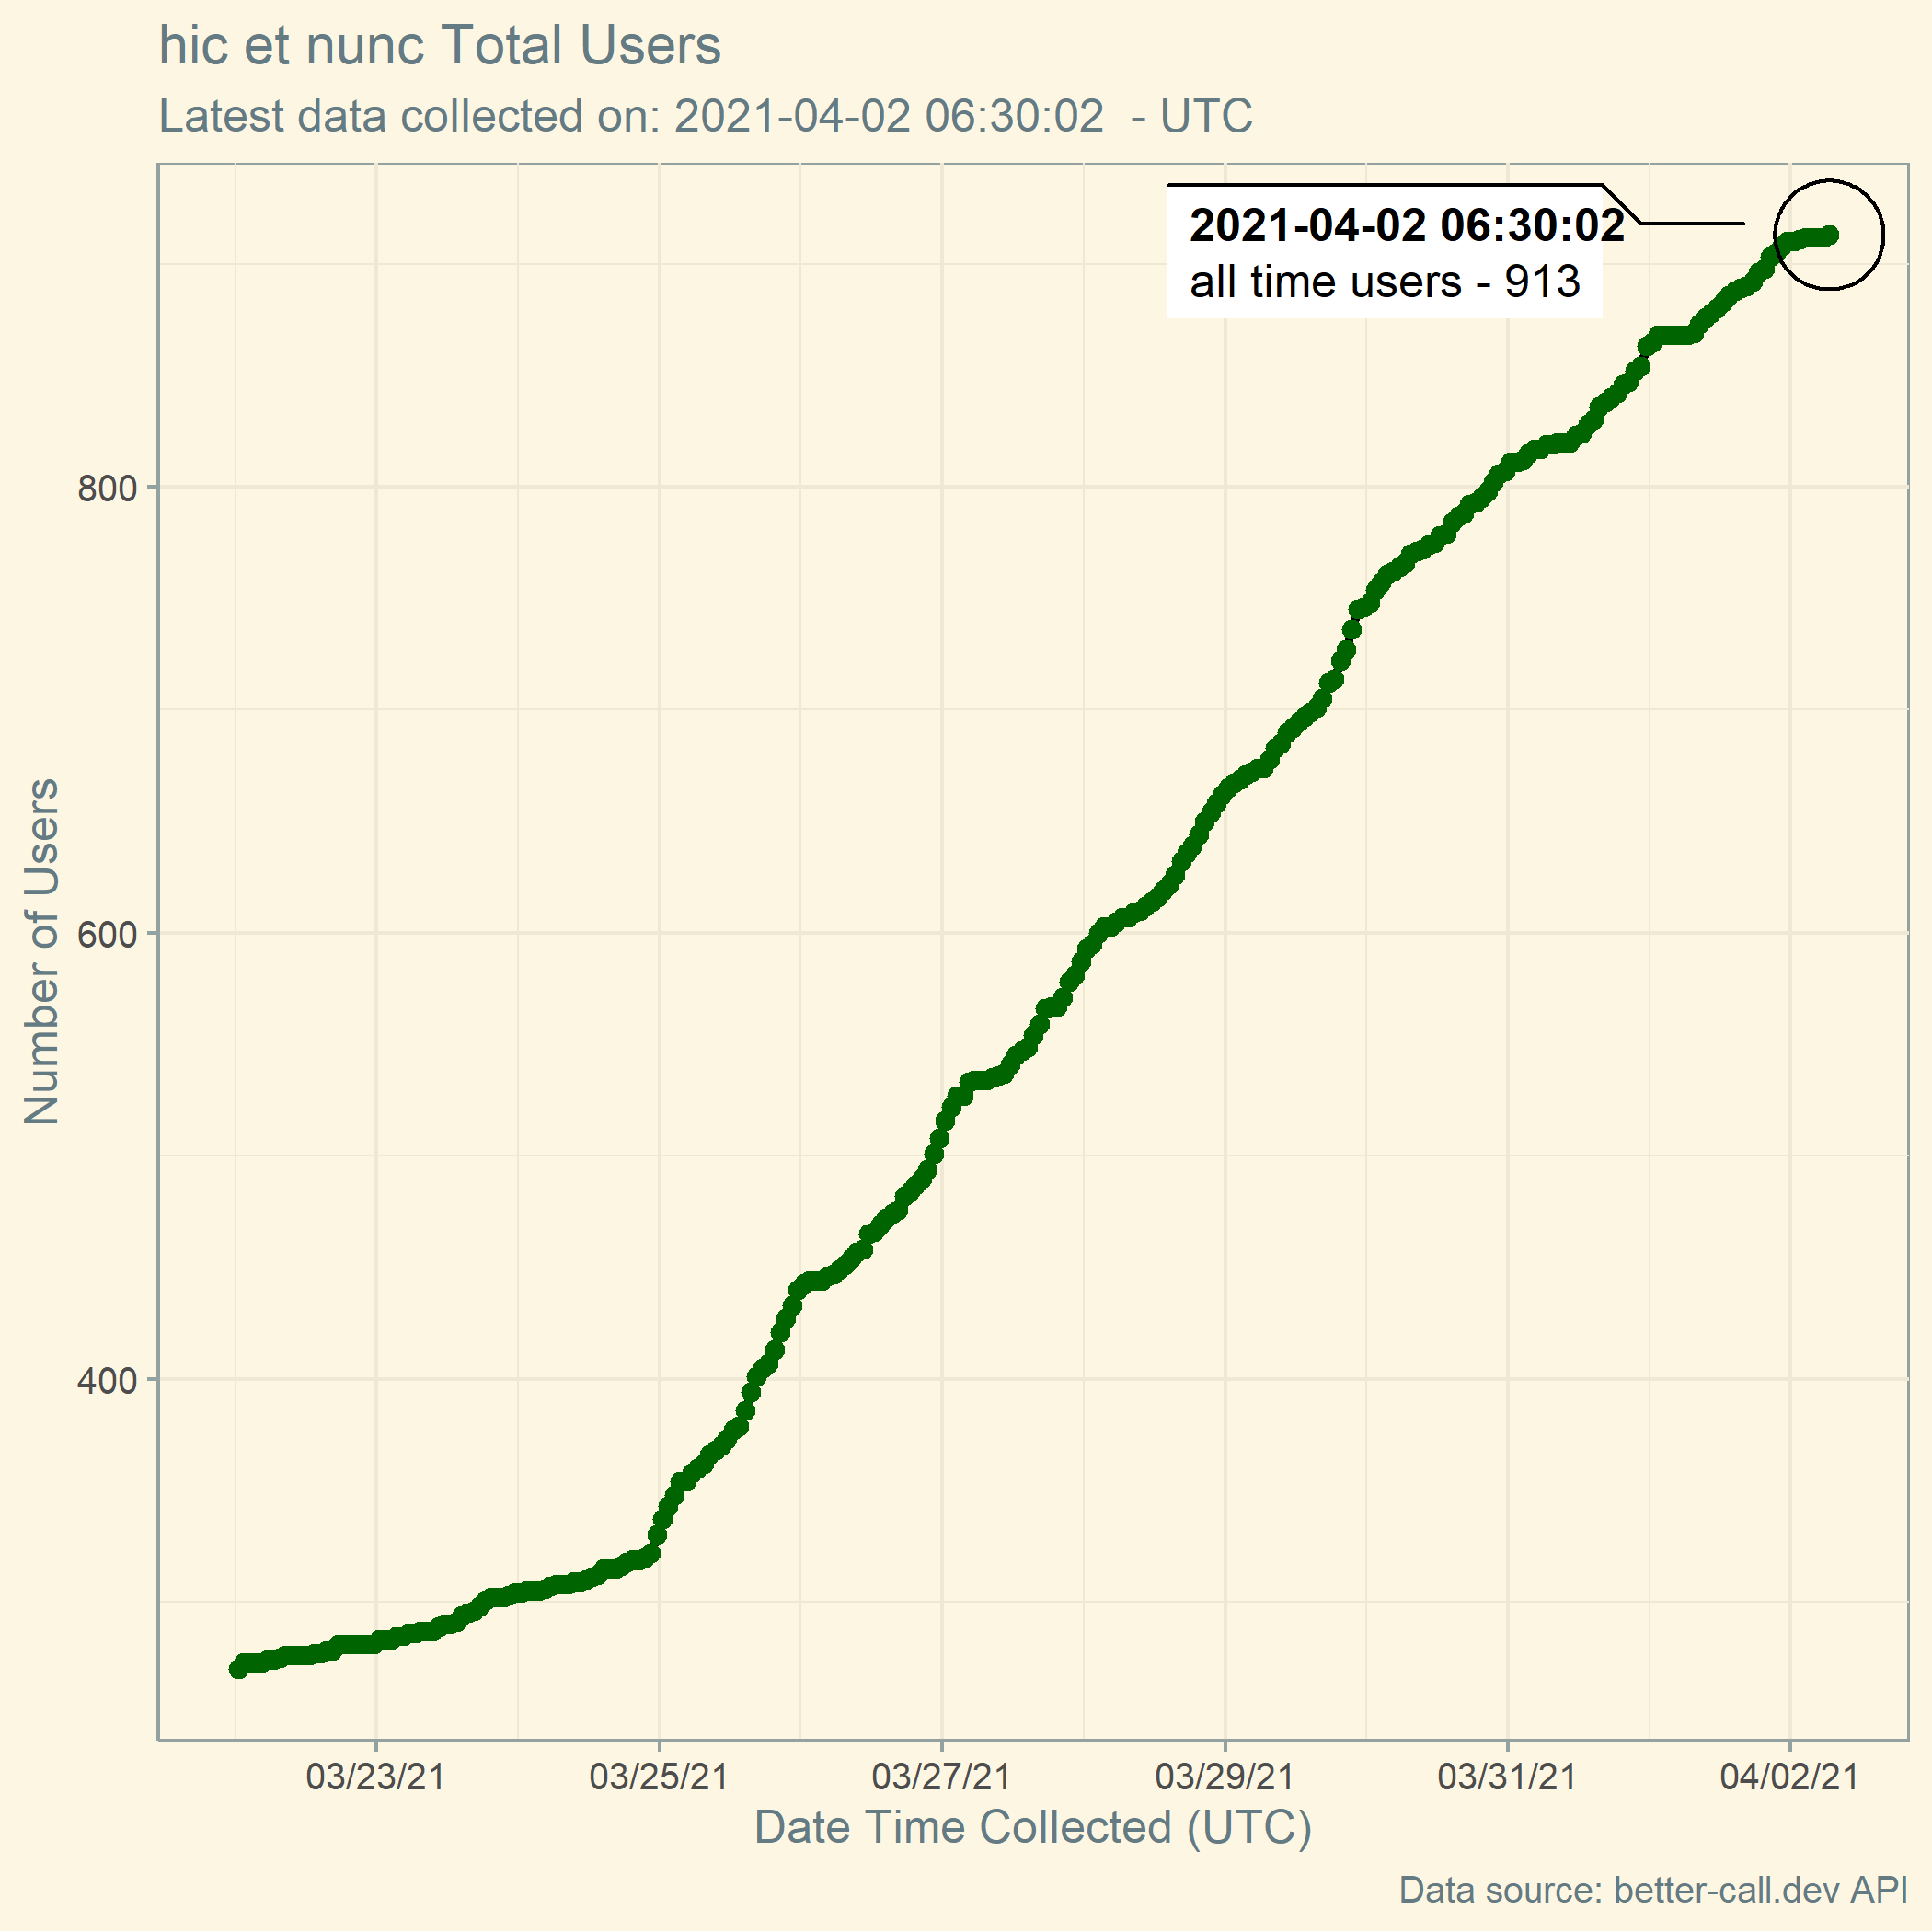 hic et nunc Total Users
Latest data collected on: 2021-04-02 06:30:02  - UTC
2021-04-02 06:30:02
all time users - 913
Number of Users
800
600
400
03/23/21
03/25/21
03/27/21
03/29/21
03/31/21
04/02/21
Date Time Collected (UTC)
Data source: better-call.dev API